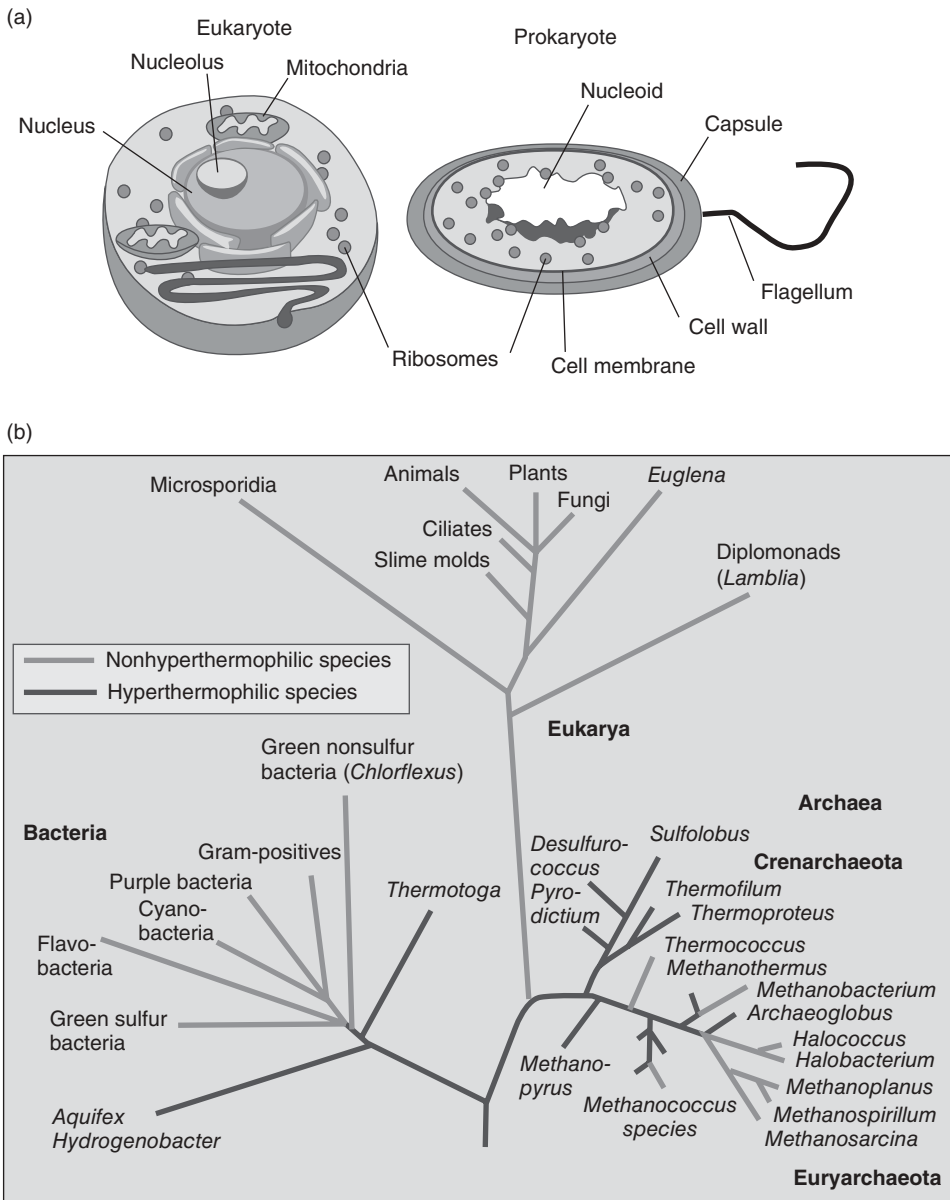 (a)
Eukaryote
Prokaryote
Nucleolus
Mitochondria
Nucleoid
Nucleus
Capsule
Flagellum
Cell wall
Ribosomes
Cell membrane
(b)
Microsporidia
Animals
Plants
Fungi
Euglena
Ciliates
Slime molds
Diplomonads
(Lamblia)
Nonhyperthermophilic species
Hyperthermophilic species
Eukarya
Green nonsulfur
bacteria (Chlorflexus)
Bacteria
Gram-positives
Purple bacteria
Cyano-
bacteria
Flavo-
bacteria
Green sulfur
bacteria
Thermotoga
Aquifex
Hydrogenobacter
Archaea
Crenarchaeota
Desulfuro-
coccus
Pyro-
dictium
Sulfolobus
Thermofilum
Thermoproteus
Thermococcus
Methanothermus
Methanobacterium
Archaeoglobus
Halococcus
Halobacterium
Methanoplanus
Methanospirillum
Methanosarcina
Methano-
pyrus
Methanococcus
species
Euryarchaeota